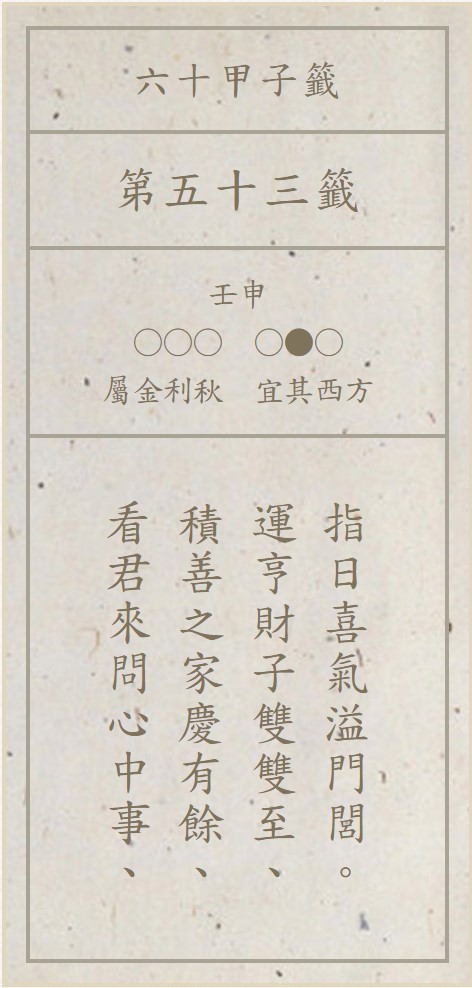 六十甲子籤
第五十三籤
壬申
○○○　○●○
屬金利秋　宜其西方
看君來問心中事、
積善之家慶有餘、
運亨財子雙雙至、
指日喜氣溢門閭。